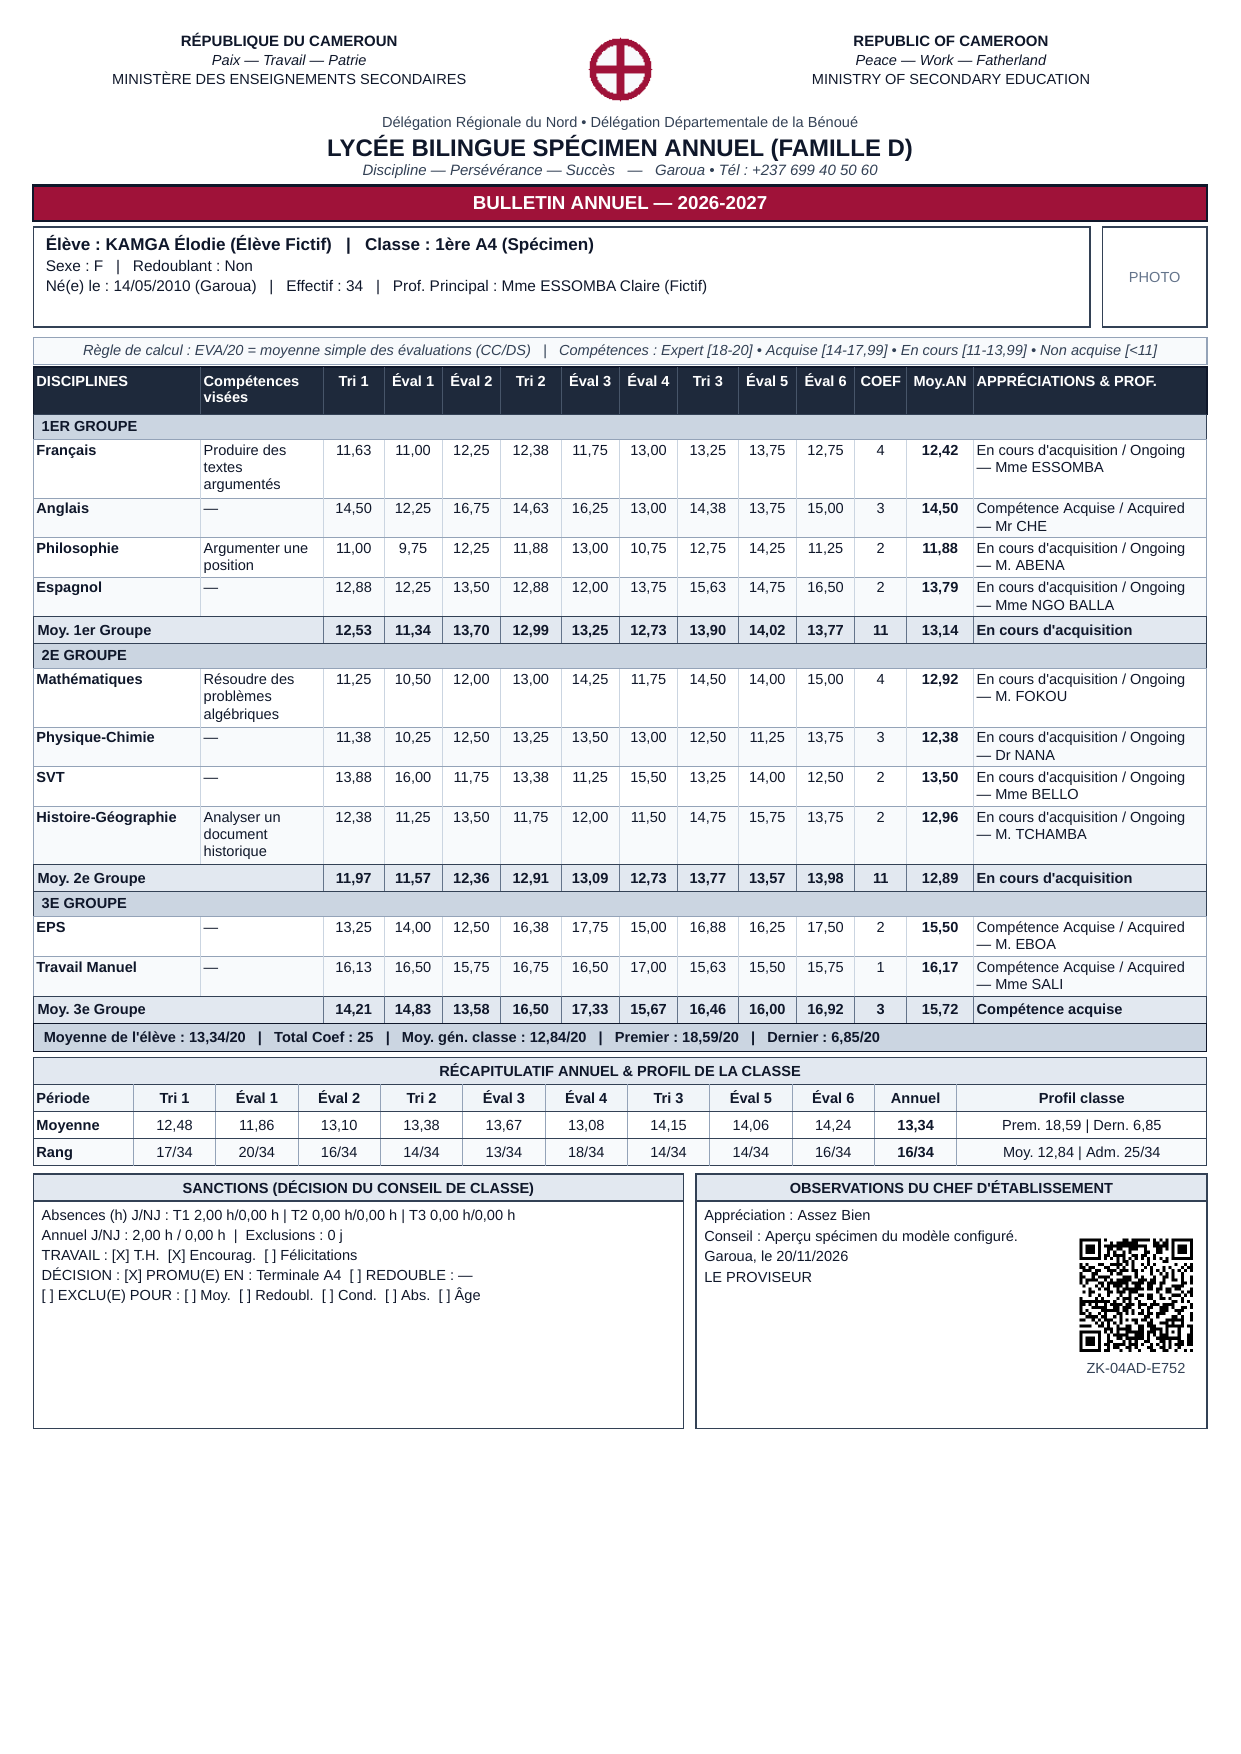 RÉPUBLIQUE DU CAMEROUN
Paix — Travail — Patrie
MINISTÈRE DES ENSEIGNEMENTS SECONDAIRES
REPUBLIC OF CAMEROON
Peace — Work — Fatherland
MINISTRY OF SECONDARY EDUCATION
Délégation Régionale du Nord • Délégation Départementale de la Bénoué
LYCÉE BILINGUE SPÉCIMEN ANNUEL (FAMILLE D)
Discipline — Persévérance — Succès — Garoua • Tél : +237 699 40 50 60
BULLETIN ANNUEL — 2026-2027
Élève : KAMGA Élodie (Élève Fictif) | Classe : 1ère A4 (Spécimen)
Sexe : F | Redoublant : Non
Né(e) le : 14/05/2010 (Garoua) | Effectif : 34 | Prof. Principal : Mme ESSOMBA Claire (Fictif)
PHOTO
Règle de calcul : EVA/20 = moyenne simple des évaluations (CC/DS) | Compétences : Expert [18-20] • Acquise [14-17,99] • En cours [11-13,99] • Non acquise [<11]
DISCIPLINES Compétences visées Tri 1 Éval 1 Éval 2 Tri 2 Éval 3 Éval 4 Tri 3 Éval 5 Éval 6 COEF Moy.AN APPRÉCIATIONS & PROF.
1ER GROUPE
Français Produire des textes argumentés 11,63 11,00 12,25 12,38 11,75 13,00 13,25 13,75 12,75 4 12,42 En cours d'acquisition / Ongoing — Mme ESSOMBA
Anglais — 14,50 12,25 16,75 14,63 16,25 13,00 14,38 13,75 15,00 3 14,50 Compétence Acquise / Acquired — Mr CHE
Philosophie Argumenter une position 11,00 9,75 12,25 11,88 13,00 10,75 12,75 14,25 11,25 2 11,88 En cours d'acquisition / Ongoing — M. ABENA
Espagnol — 12,88 12,25 13,50 12,88 12,00 13,75 15,63 14,75 16,50 2 13,79 En cours d'acquisition / Ongoing — Mme NGO BALLA
Moy. 1er Groupe 12,53 11,34 13,70 12,99 13,25 12,73 13,90 14,02 13,77 11 13,14 En cours d'acquisition
2E GROUPE
Mathématiques Résoudre des problèmes algébriques 11,25 10,50 12,00 13,00 14,25 11,75 14,50 14,00 15,00 4 12,92 En cours d'acquisition / Ongoing — M. FOKOU
Physique-Chimie — 11,38 10,25 12,50 13,25 13,50 13,00 12,50 11,25 13,75 3 12,38 En cours d'acquisition / Ongoing — Dr NANA
SVT — 13,88 16,00 11,75 13,38 11,25 15,50 13,25 14,00 12,50 2 13,50 En cours d'acquisition / Ongoing — Mme BELLO
Histoire-Géographie Analyser un document historique 12,38 11,25 13,50 11,75 12,00 11,50 14,75 15,75 13,75 2 12,96 En cours d'acquisition / Ongoing — M. TCHAMBA
Moy. 2e Groupe 11,97 11,57 12,36 12,91 13,09 12,73 13,77 13,57 13,98 11 12,89 En cours d'acquisition
3E GROUPE
EPS — 13,25 14,00 12,50 16,38 17,75 15,00 16,88 16,25 17,50 2 15,50 Compétence Acquise / Acquired — M. EBOA
Travail Manuel — 16,13 16,50 15,75 16,75 16,50 17,00 15,63 15,50 15,75 1 16,17 Compétence Acquise / Acquired — Mme SALI
Moy. 3e Groupe 14,21 14,83 13,58 16,50 17,33 15,67 16,46 16,00 16,92 3 15,72 Compétence acquise
Moyenne de l'élève : 13,34/20 | Total Coef : 25 | Moy. gén. classe : 12,84/20 | Premier : 18,59/20 | Dernier : 6,85/20
RÉCAPITULATIF ANNUEL & PROFIL DE LA CLASSE
Période Tri 1 Éval 1 Éval 2 Tri 2 Éval 3 Éval 4 Tri 3 Éval 5 Éval 6 Annuel Profil classe
Moyenne 12,48 11,86 13,10 13,38 13,67 13,08 14,15 14,06 14,24 13,34 Prem. 18,59 | Dern. 6,85
Rang 17/34 20/34 16/34 14/34 13/34 18/34 14/34 14/34 16/34 16/34 Moy. 12,84 | Adm. 25/34
SANCTIONS (DÉCISION DU CONSEIL DE CLASSE)
Absences (h) J/NJ : T1 2,00 h/0,00 h | T2 0,00 h/0,00 h | T3 0,00 h/0,00 h
Annuel J/NJ : 2,00 h / 0,00 h | Exclusions : 0 j
TRAVAIL : [X] T.H. [X] Encourag. [ ] Félicitations
DÉCISION : [X] PROMU(E) EN : Terminale A4 [ ] REDOUBLE : —
[ ] EXCLU(E) POUR : [ ] Moy. [ ] Redoubl. [ ] Cond. [ ] Abs. [ ] Âge
OBSERVATIONS DU CHEF D'ÉTABLISSEMENT
Appréciation : Assez Bien
Conseil : Aperçu spécimen du modèle configuré.
Garoua, le 20/11/2026
LE PROVISEUR
ZK-04AD-E752